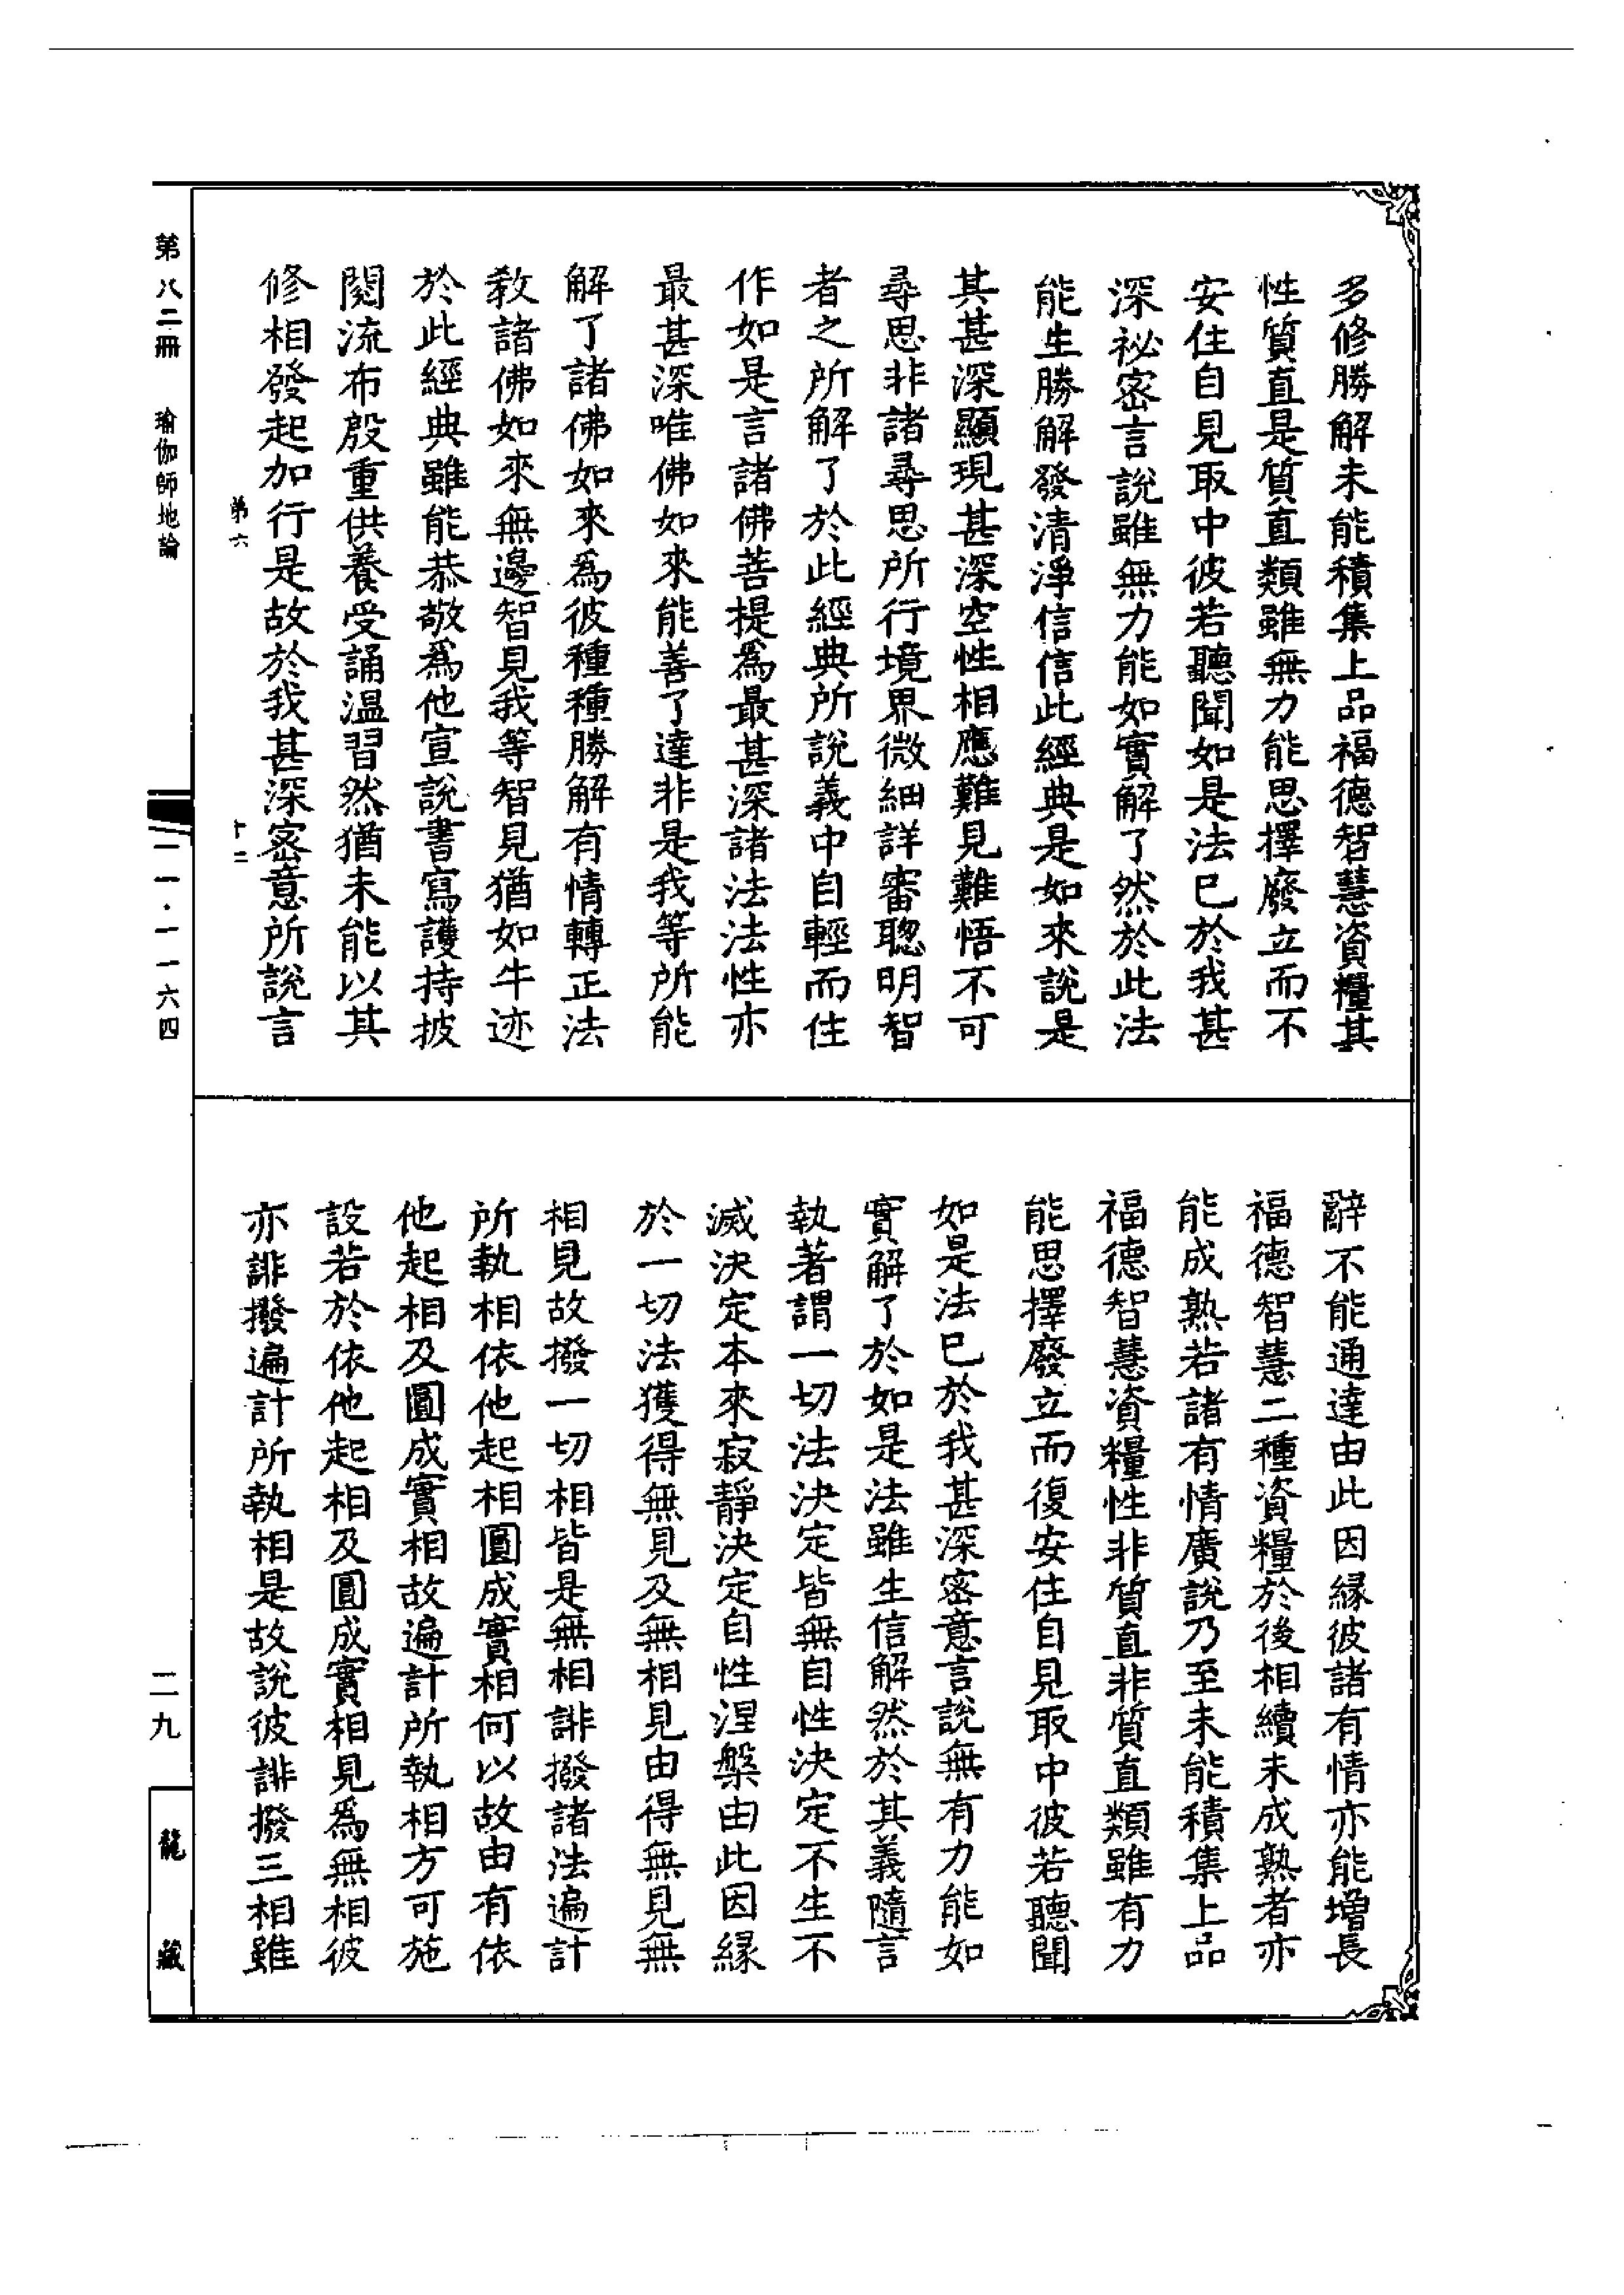 多修勝解未能積集上品福德智慧資糧其
性質直是質直類雖無力能思擇廢立而不
安住自見取中彼若聽聞如是法已於我甚
深祕密言說雖無力能如實解了然於此法
能生勝解發清淨信信此經典是如來說是
其甚深顯現甚深空性相應難見難悟不可
尋思非諸尋思所行境界微細詳審聰明智
者之所解了於此經典所說義中自輕而住
作如是言諸佛菩提為最甚深諸法法性亦
最甚深唯佛如來能善了達非是我等所能
解了諸佛如來為彼種種勝解有情轉正法
教諸佛如來無邊智見我等智見猶如牛迹
於此經典雖能恭敬為他宣說書寫護持披
閱流布殷重供養受誦溫習然猶未能以其
修相發起加行是故於我甚深密意所說言
辭不能通達由此因緣彼諸有情亦能增長
福德智慧二種資糧於後相續未成熟者亦
能成熟若諸有情廣說乃至未能積集上品
福德智慧資糧性非質直非質直類雖有力
能思擇廢立而復安住自見取中彼若聽聞
如是法已於我甚深密意言說無有力能如
實解了於如是法雖生信解然於其義隨言
執著謂一切法決定皆無自性決定不生不
滅決定本來寂靜決定自性涅槃由此因緣
於一切法獲得無見及無相見由得無見無
相見故撥一切相皆是無相誹撥諸法遍計
所執相依他起相圓成實相何以故由有依
他起相及圓成實相故遍計所執相方可施
設若於依他起相及圓成實相見為無相彼
亦誹撥遍計所執相是故說彼誹撥三相雖
第六
十二
第八二冊 瑜伽師地論
一一一·一一六四
二九
龍藏